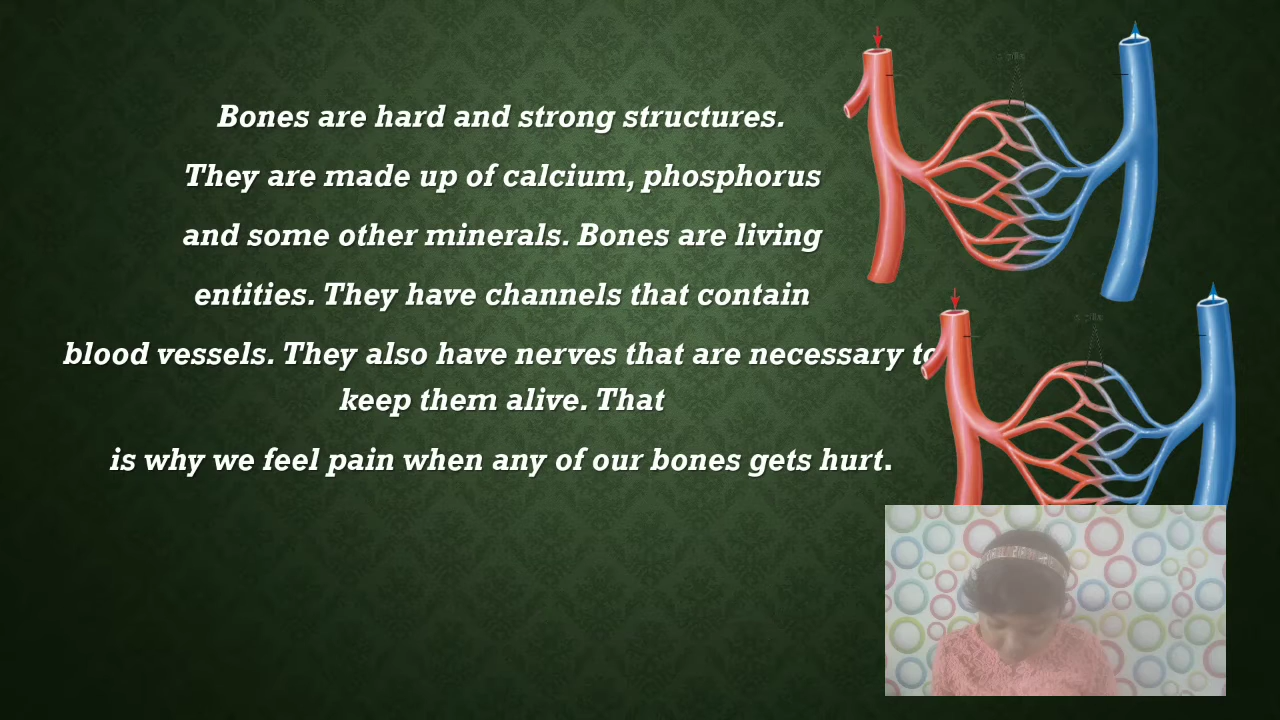 Bones are hard and strong structures.
They are made up of calcium, phosphorus
and some other minerals. Bones are living
entities. They have channels that contain
blood vessels. They also have nerves that are necessary to
keep them alive. That
is why we feel pain when any of our bones gets hurt.